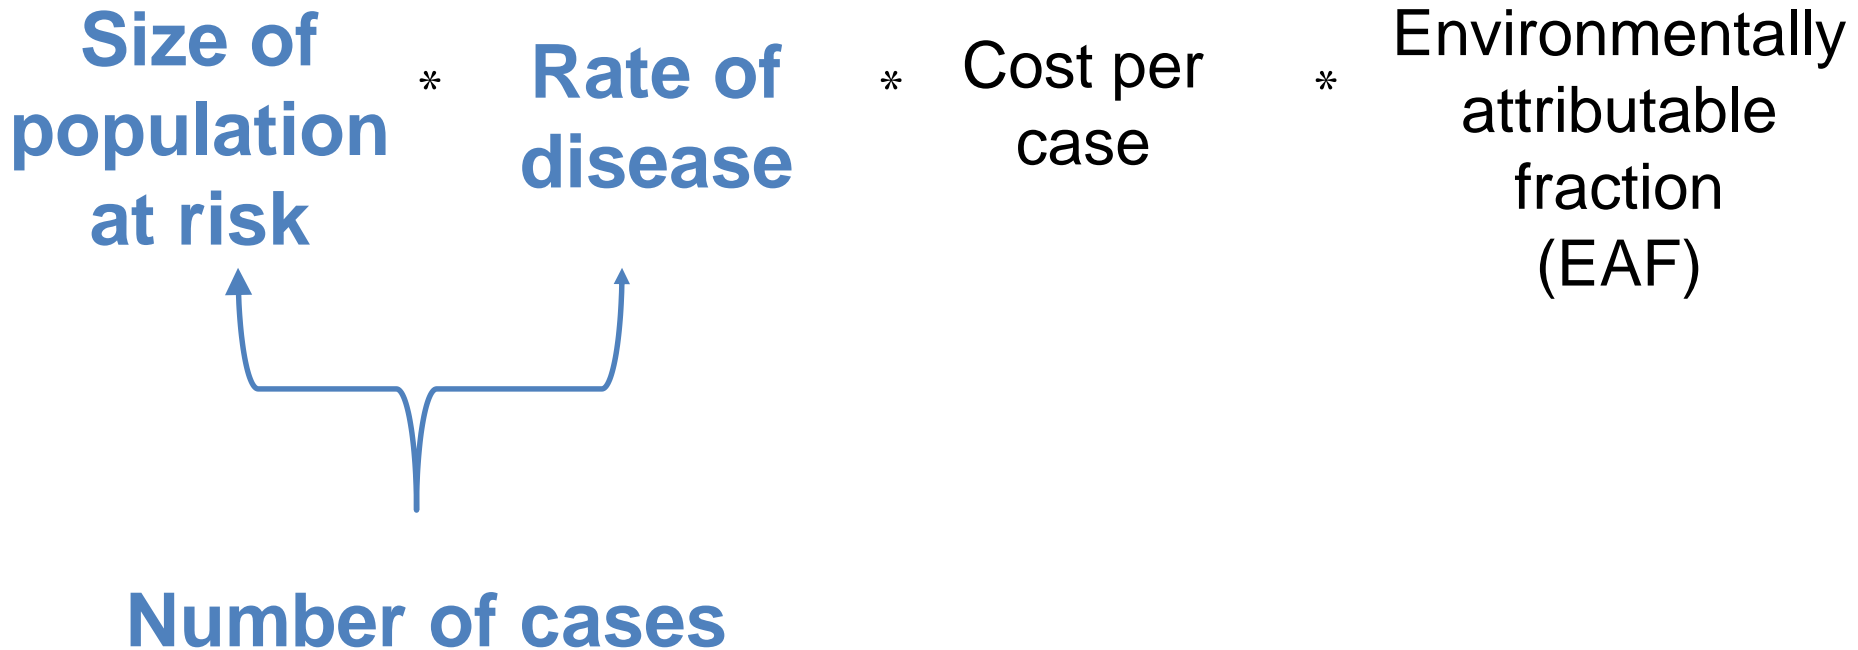 Size of
population
at risk
*
Rate of
disease
*
Cost per
case
*
Environmentally
attributable
fraction
(EAF)
Number of cases